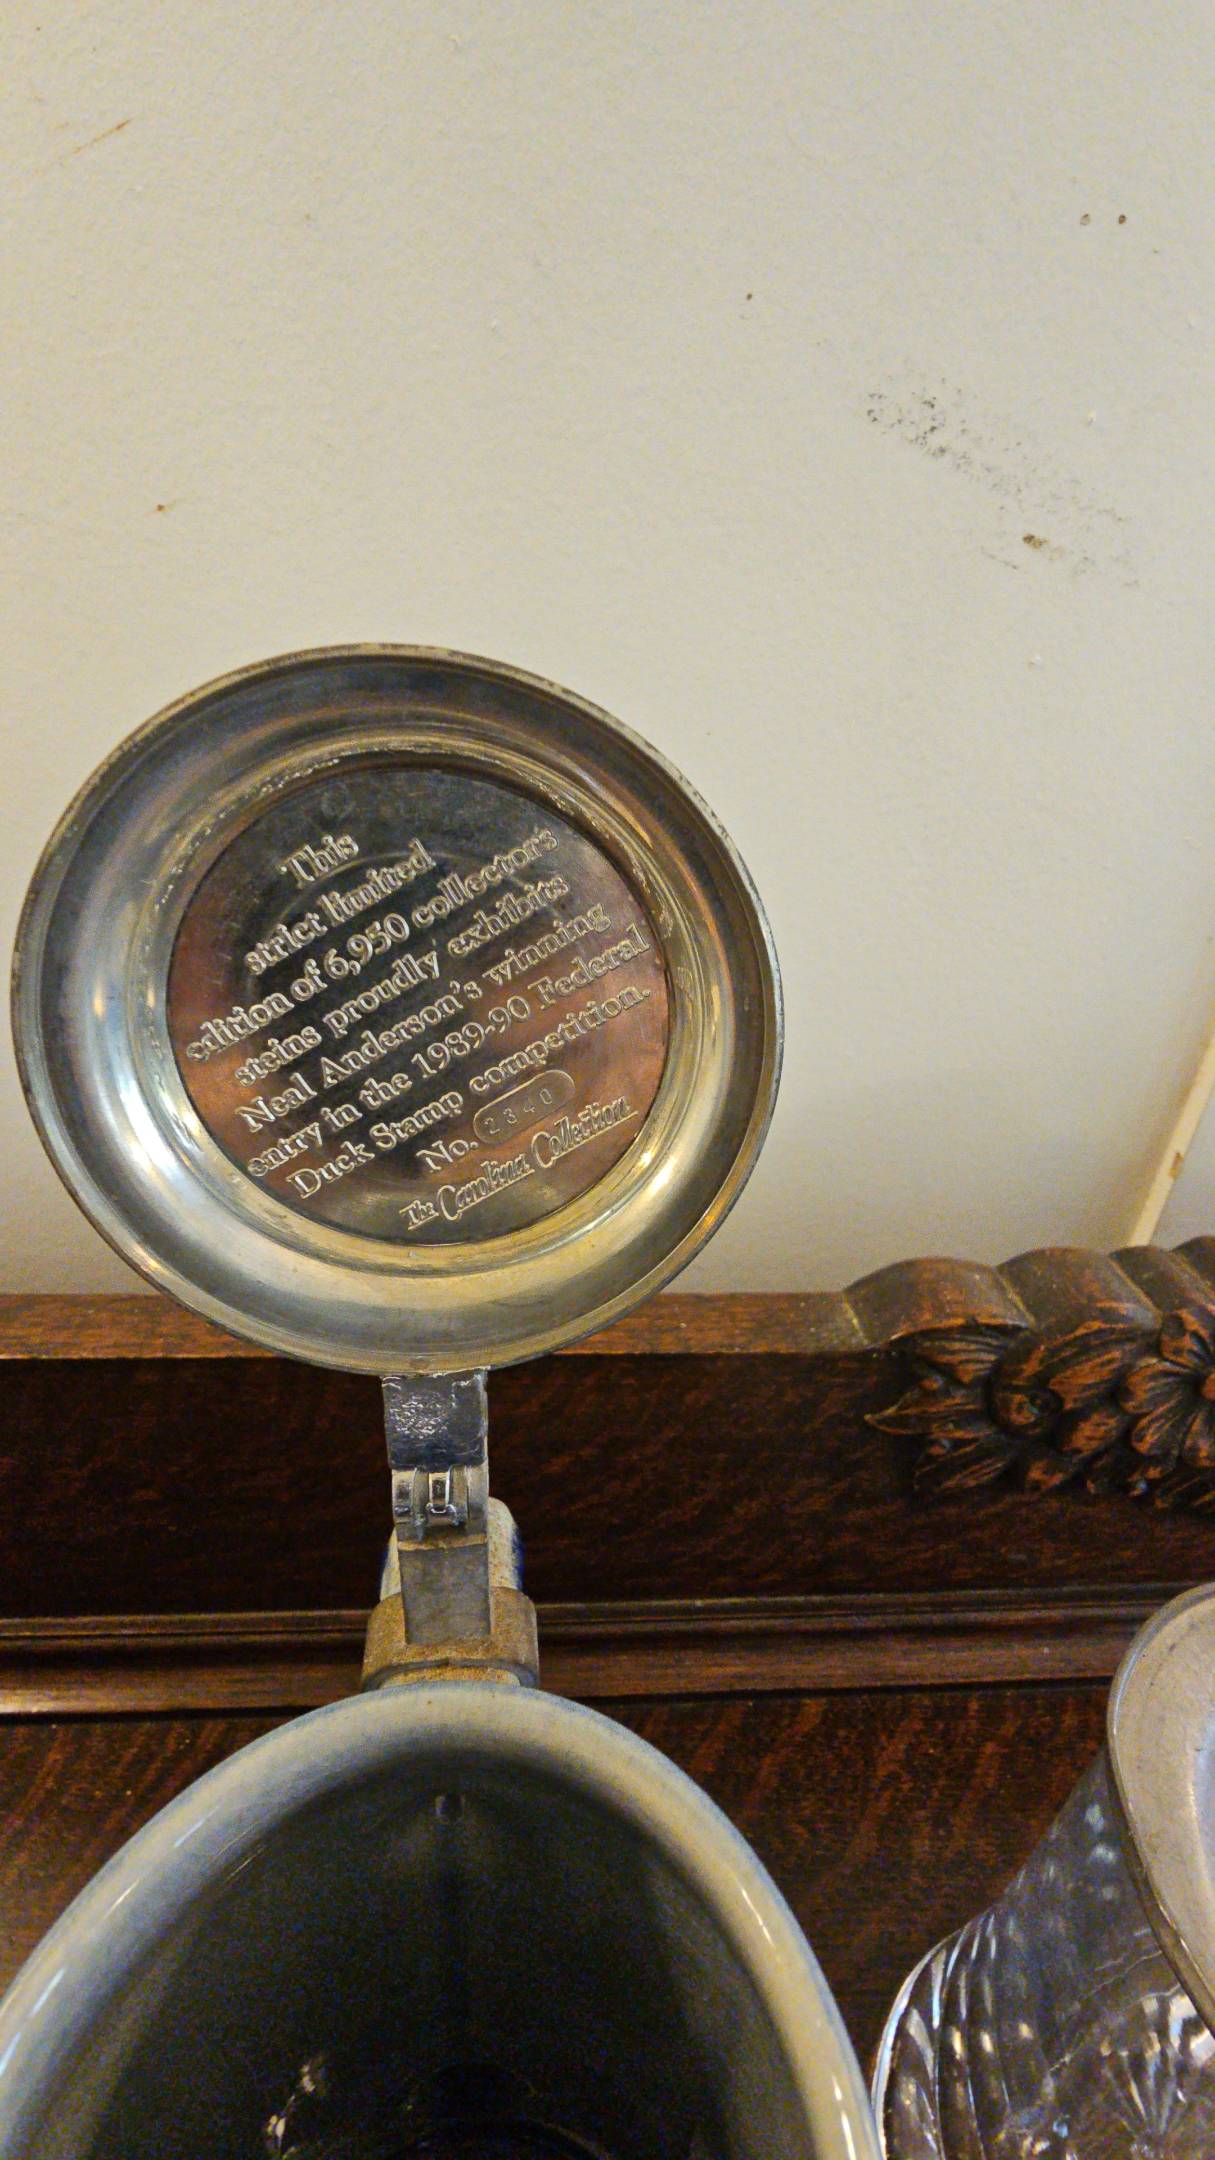 This
strict limited
edition of 6,950 collector's
steins proudly exhibits
Neal Anderson's winning
entry in the 1989-90 Federal
Duck Stamp competition.
No. 2340
The Carolina Collection